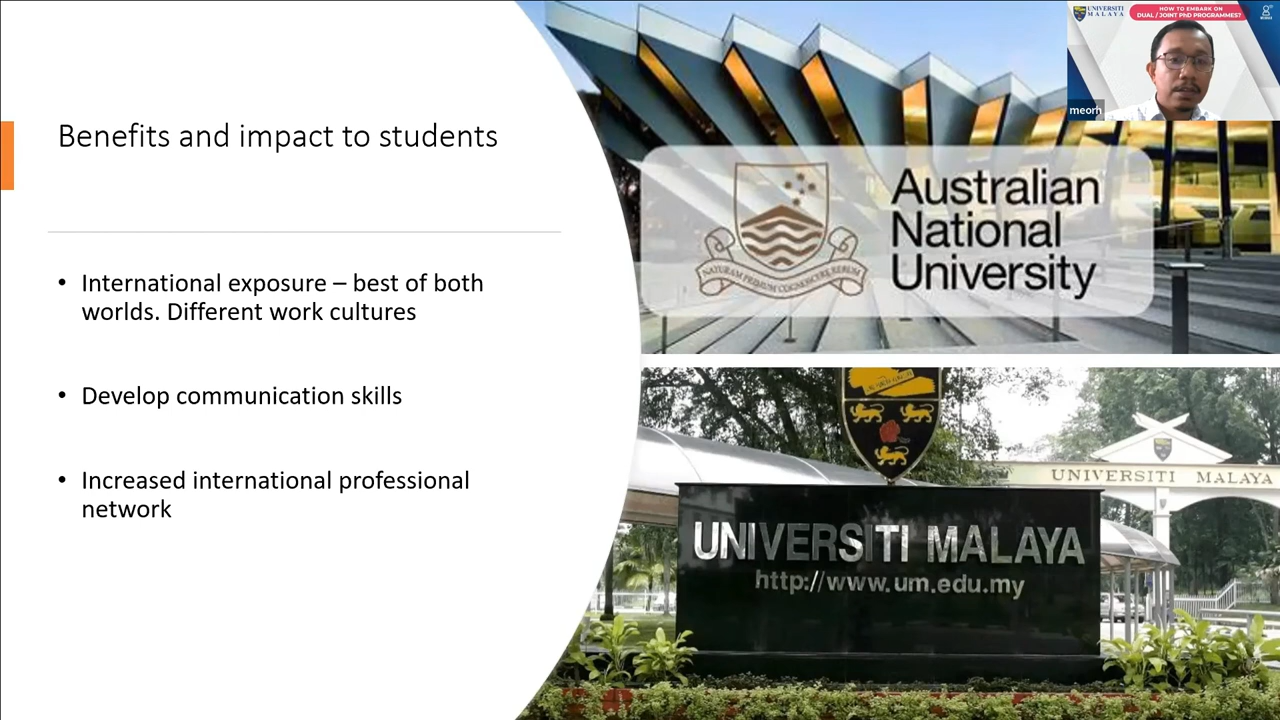 Benefits and impact to students
• International exposure – best of both
worlds. Different work cultures
• Develop communication skills
• Increased international professional
network
Australian
National
University
NATURAM PRIMUM COGNOSCERE RERUM
UNIVERSITI MALAYA
UNIVERSITI MALAYA
http://www.um.edu.my
UNIVERSITI
MALAYA
HOW TO EMBARK ON
DUAL / JOINT PhD PROGRAMMES?
meorh